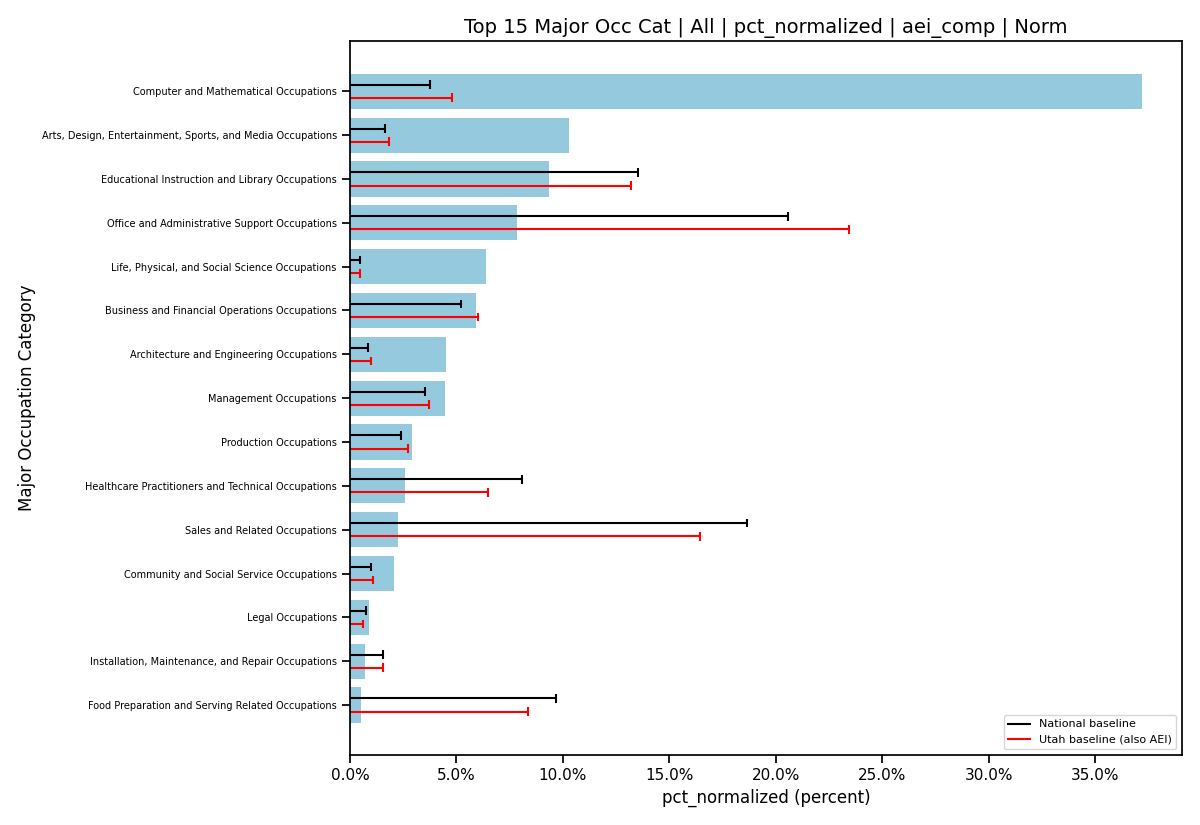 Top 15 Major Occ Cat | All | pct_normalized | aei_comp | Norm
Major Occupation Category
Computer and Mathematical Occupations
Arts, Design, Entertainment, Sports, and Media Occupations
Educational Instruction and Library Occupations
Office and Administrative Support Occupations
Life, Physical, and Social Science Occupations
Business and Financial Operations Occupations
Architecture and Engineering Occupations
Management Occupations
Production Occupations
Healthcare Practitioners and Technical Occupations
Sales and Related Occupations
Community and Social Service Occupations
Legal Occupations
Installation, Maintenance, and Repair Occupations
Food Preparation and Serving Related Occupations
National baseline
Utah baseline (also AEI)
0.0% 5.0% 10.0% 15.0% 20.0% 25.0% 30.0% 35.0%
pct_normalized (percent)